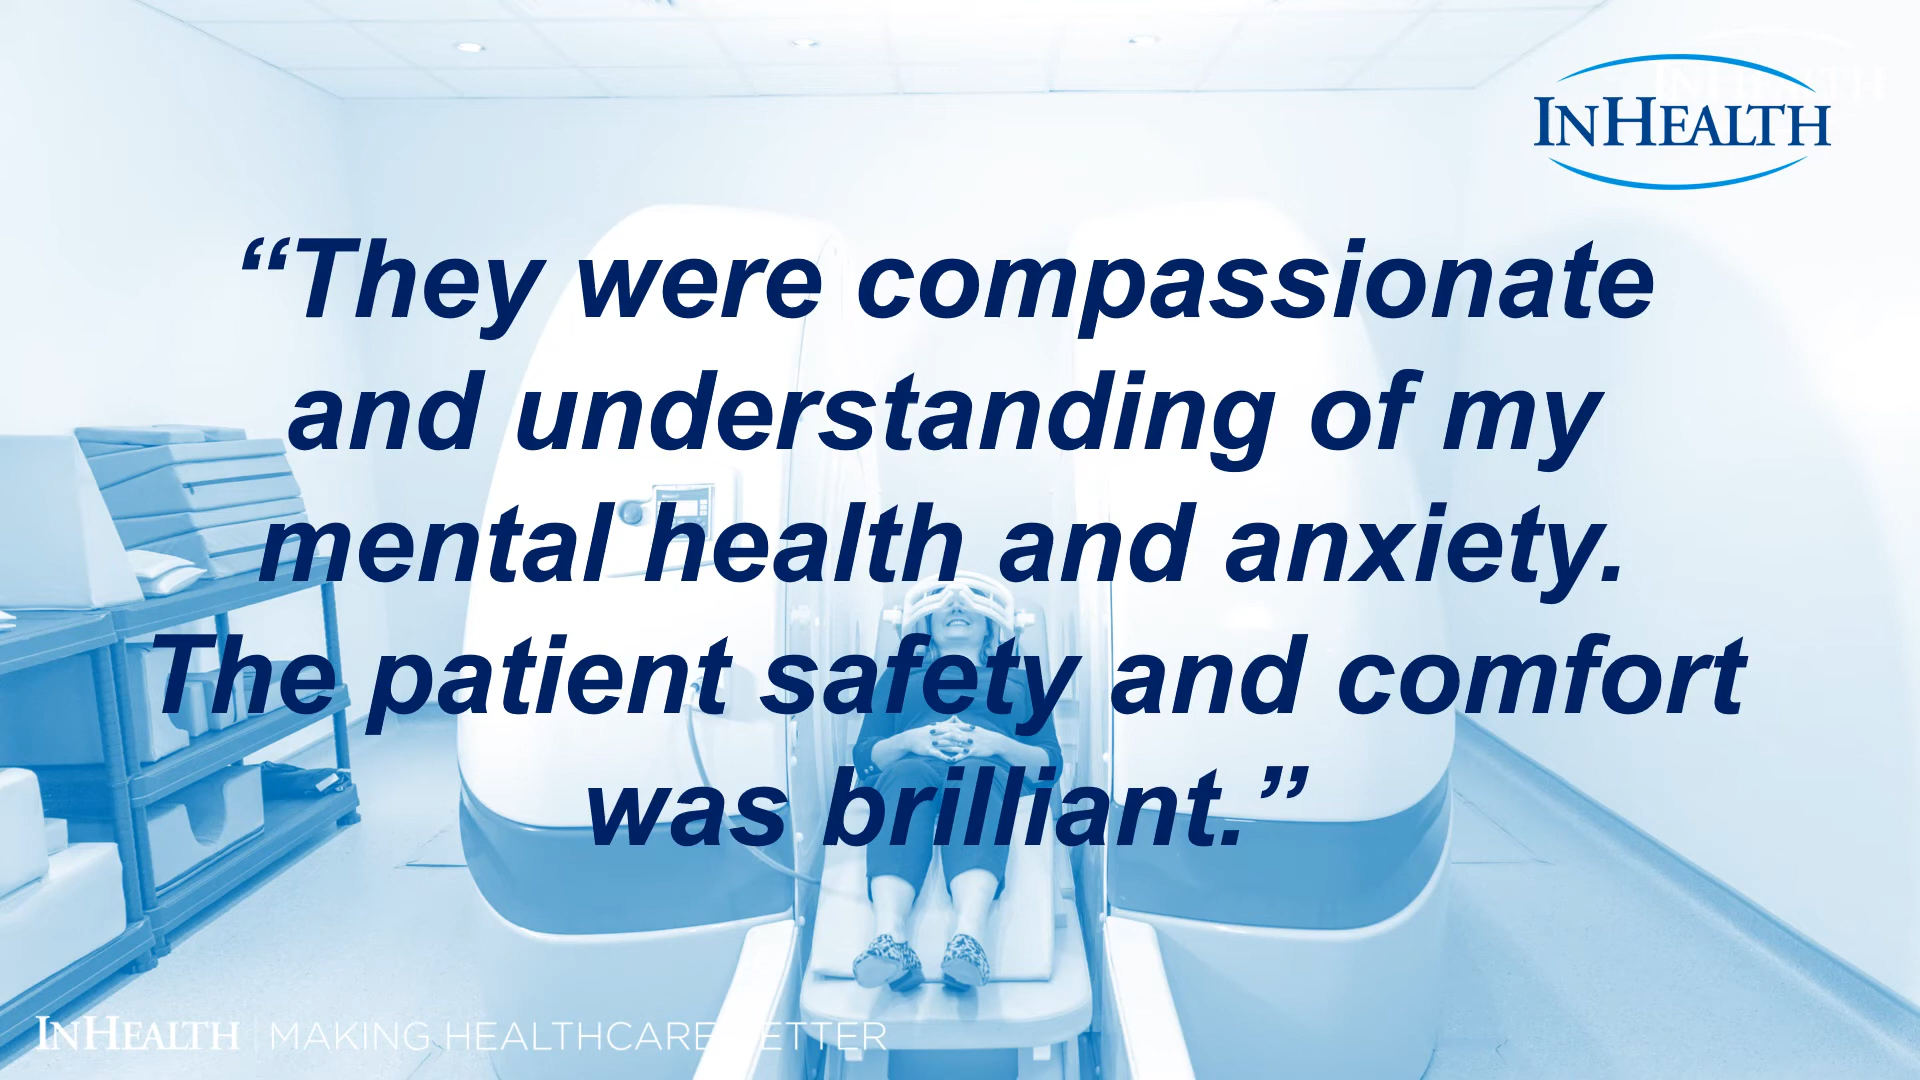 INHEALTH
“They were compassionate
and understanding of my
mental health and anxiety.
The patient safety and comfort
was brilliant.”
INHEALTH | MAKING HEALTHCARE BETTER